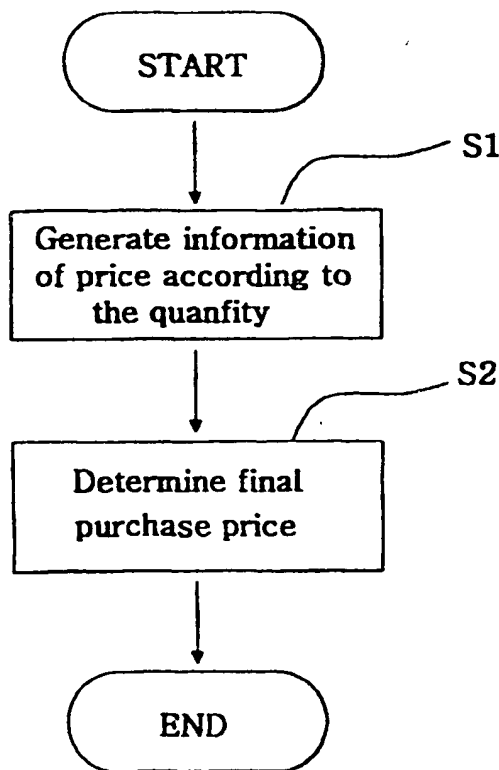 START
S1
Generate information
of price according to
the quanfity
S2
Determine final
purchase price
END